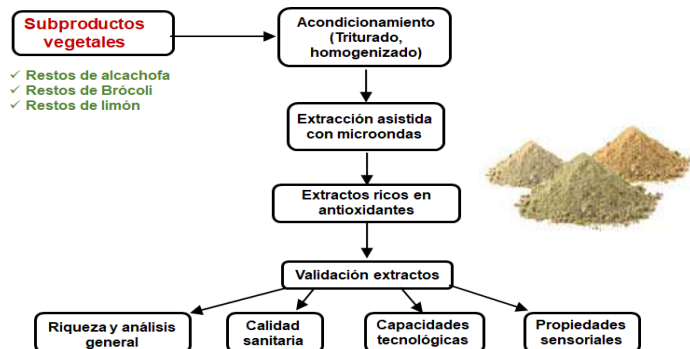 Subproductos
vegetales
✓ Restos de alcachofa
✓ Restos de Brócoli
✓ Restos de limón
Acondicionamiento
(Triturado,
homogenizado)
Extracción asistida
con microondas
Extractos ricos en
antioxidantes
Validación extractos
Riqueza y análisis
general
Calidad
sanitaria
Capacidades
tecnológicas
Propiedades
sensoriales